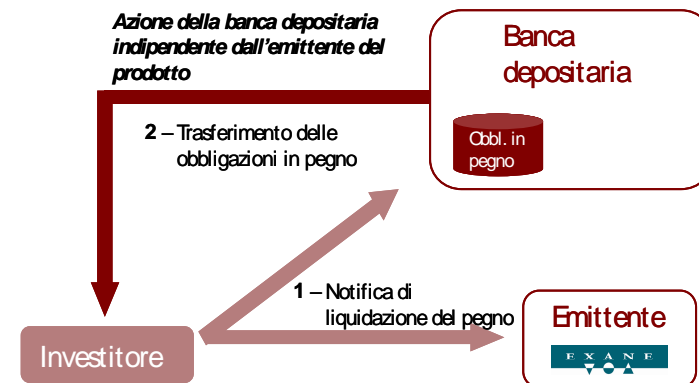 Azione della banca depositaria
indipendente dall'emittente del
prodotto
Banca
depositaria
2 – Trasferimento delle
obbligazioni in pegno
Obbl. in
pegno
1 – Notifica di
liquidazione del pegno
Emittente
EXANE
Investitore